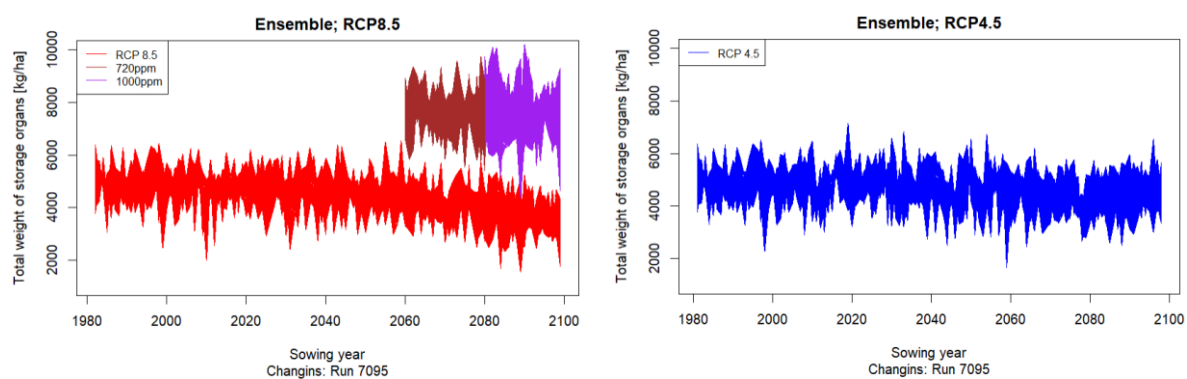 Ensemble; RCP8.5
Total weight of storage organs [kg/ha]
10000
8000
6000
4000
2000
RCP 8.5
720ppm
1000ppm
1980 2000 2020 2040 2060 2080 2100
Sowing year
Changins: Run 7095
Ensemble; RCP4.5
Total weight of storage organs [kg/ha]
10000
8000
6000
4000
2000
RCP 4.5
1980 2000 2020 2040 2060 2080 2100
Sowing year
Changins: Run 7095